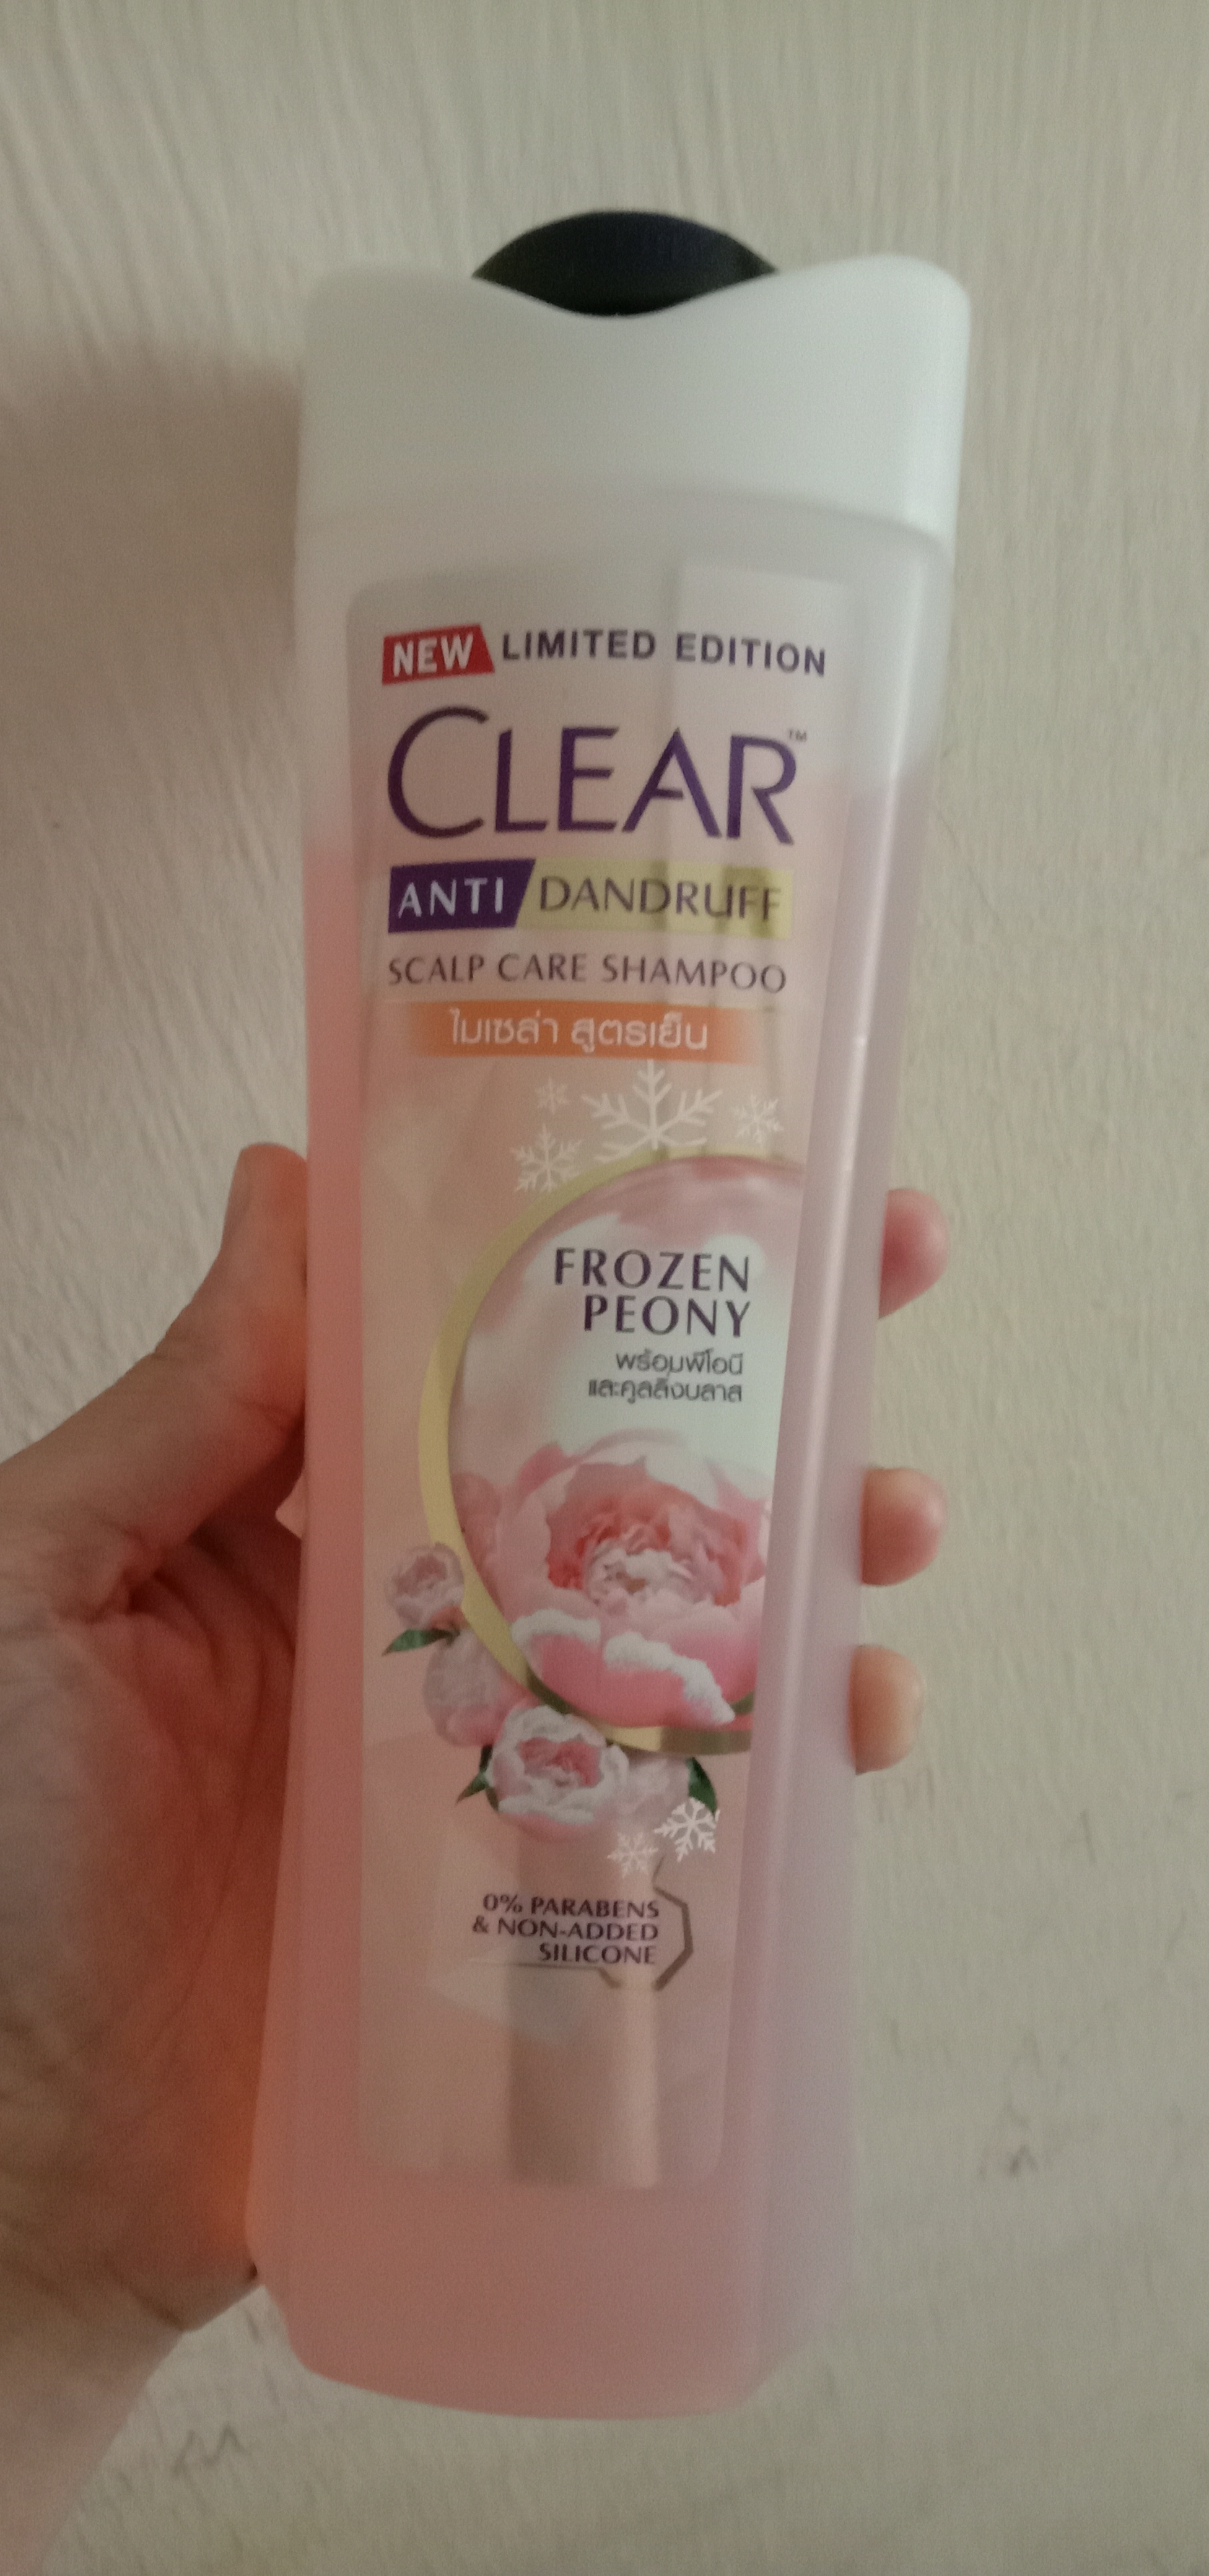 NEW LIMITED EDITION
CLEAR™
ANTI DANDRUFF
SCALP CARE SHAMPOO
ไมเซล่า สูตรเย็น
FROZEN
PEONY
พร้อมพีโอนี
และคูลลิ่งบลาส
0% PARABENS
& NON-ADDED
SILICONE